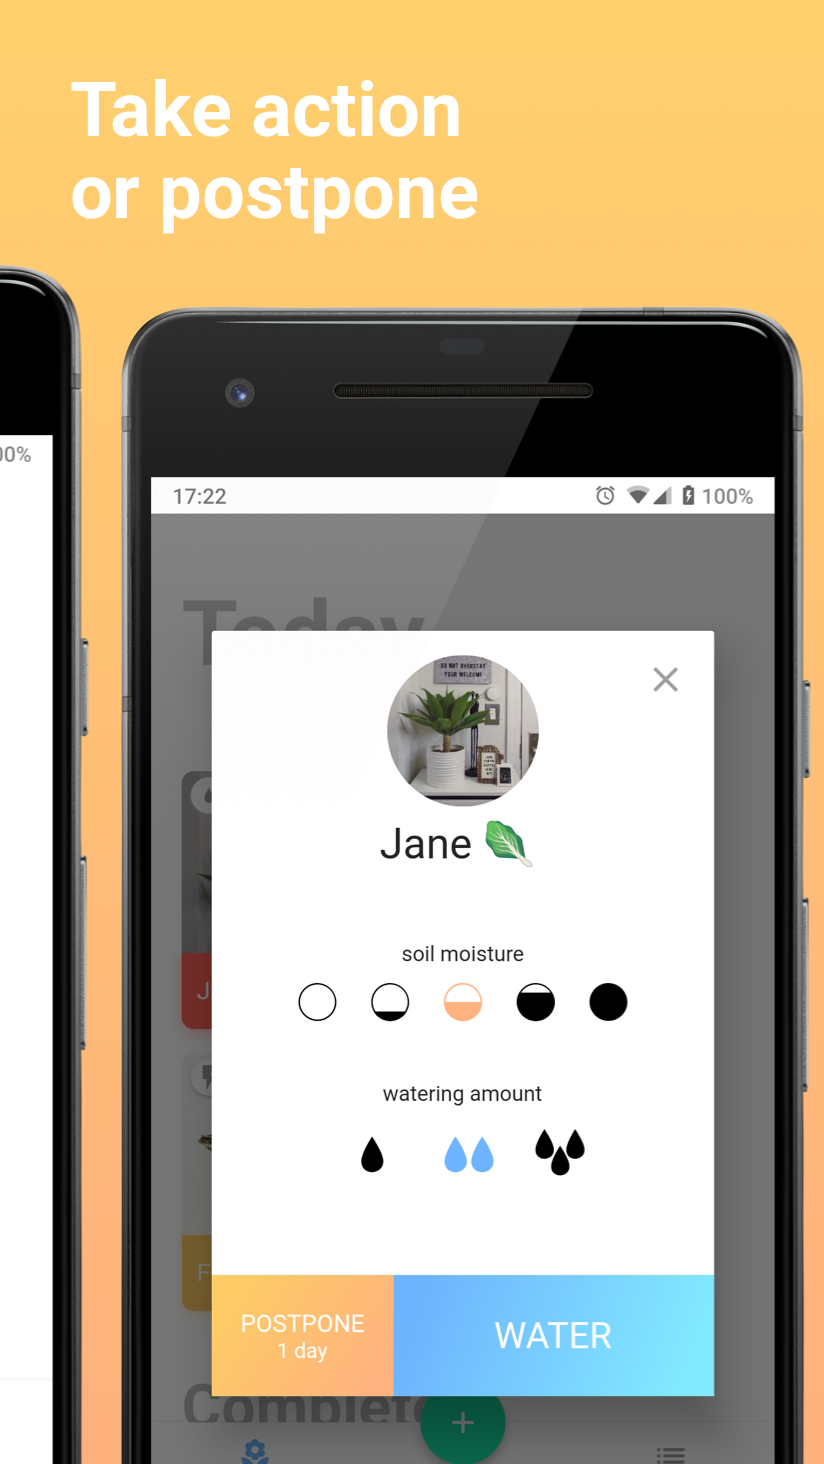 Take action
or postpone
00%
17:22
100%
Today
DO NOT OVERSTAY
YOUR WELCOME
Jane
soil moisture
watering amount
J
F
POSTPONE
1 day
WATER
+